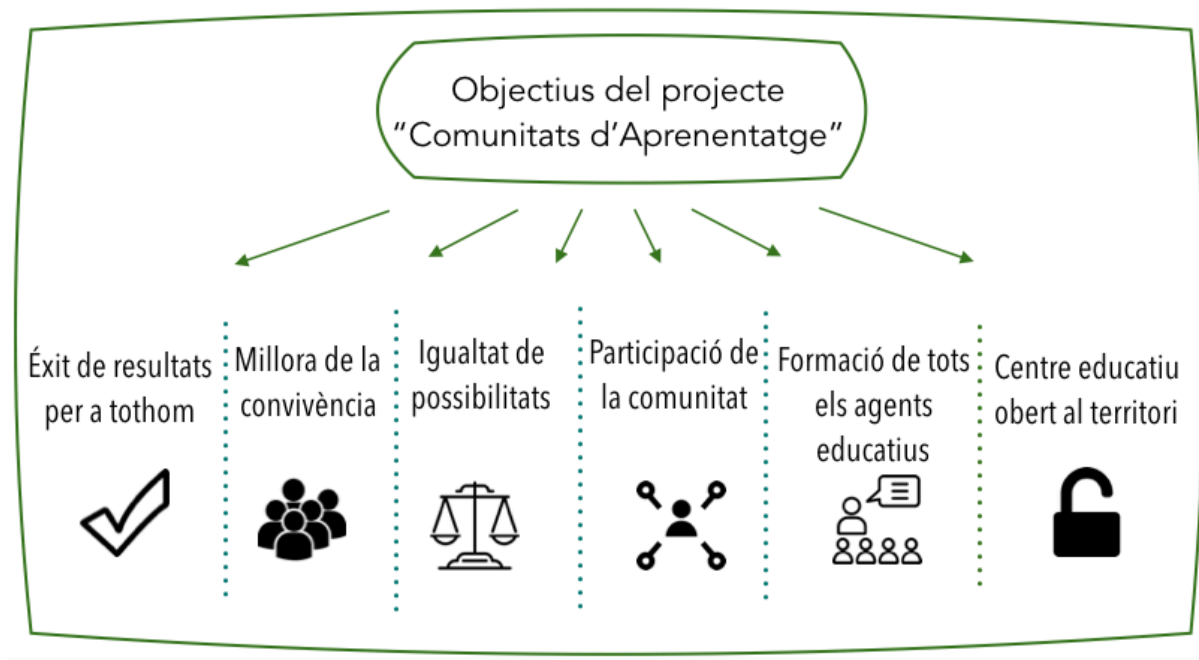 Objectius del projecte
“Comunitats d’Aprenentatge”
Éxit de resultats
per a tothom
Millora de la
convivència
Igualtat de
possibilitats
Participació de
la comunitat
Formació de tots
els agents
educatius
Centre educatiu
obert al territori